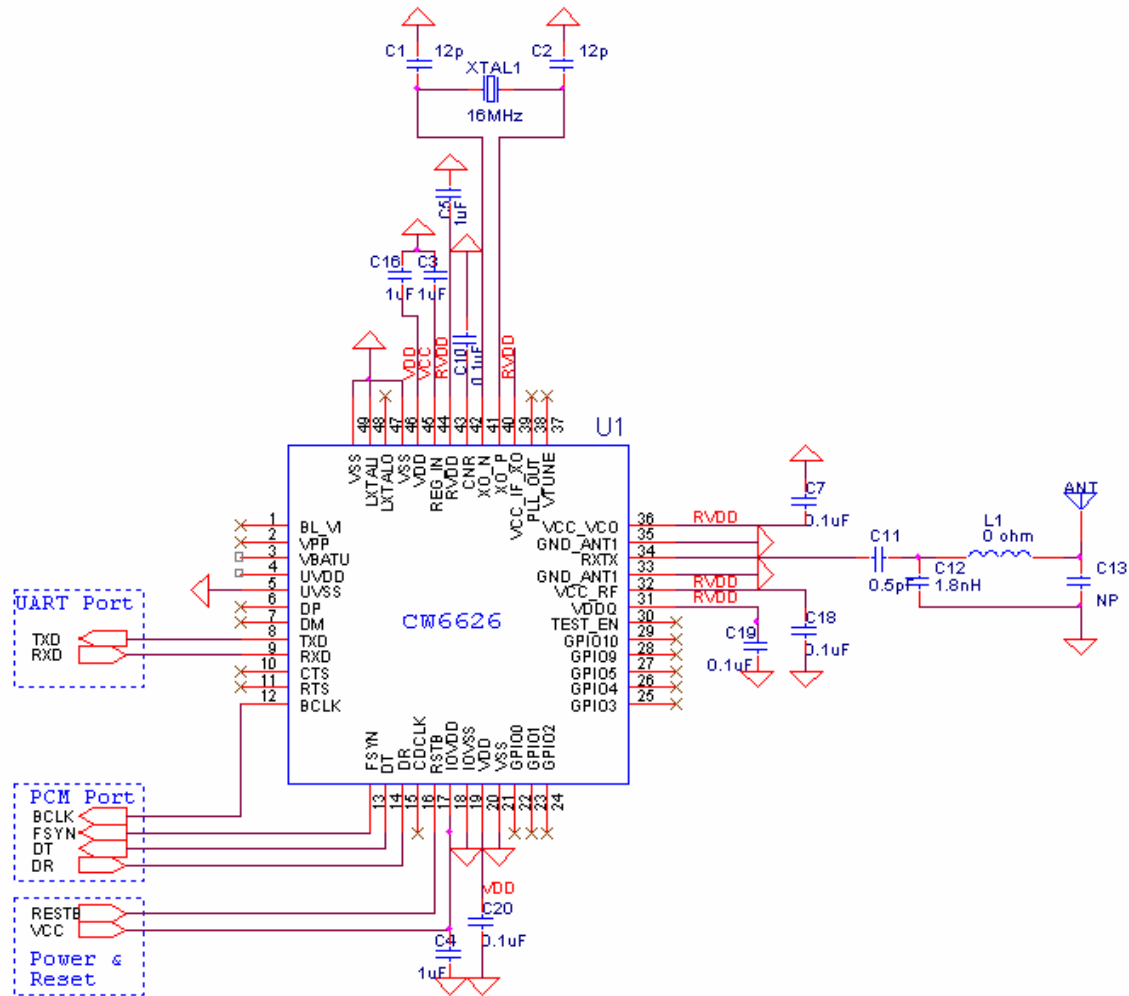 C1 12p
C2 12p
XTAL1
16MHz
C5
1uF
C16 C3
1uF 1uF
C10
0.1uF
VDD
VCC
RVDD
RVDD
49
48
47
46
45
44
43
42
41
40
39
38
37
U1
VSS
LXTALI
LXTALO
VSS
VDD
REG_IN
RVDD
CNR
XO_N
XO_P
VCC_IF_XO
PLL_OUT
VTUNE
1 BL_VI
2 VPP
3 VBATU
4 UVDD
5 UVSS
6 DP
7 DM
8 TXD
9 RXD
10 CTS
11 RTS
12 BCLK
CW6626
VCC_VCO 36 RVDD
GND_ANT1 35
RXTX 34
GND_ANT1 33
VCC_RF 32 RVDD
VDDQ 31 RVDD
TEST_EN 30
GPIO10 29
GPIO9 28
GPIO5 27
GPIO4 26
GPIO3 25
C7
0.1uF
C11
0.5pF
C12
1.8nH
L1
0 ohm
ANT
C13
NP
C18
0.1uF
C19
0.1uF
UART Port
TXD
RXD
FSYN
DT
DR
CDCLK
RSTB
IOVDD
IOVSS
VDD
VSS
GPIO0
GPIO1
GPIO2
13
14
15
16
17
18
19
20
21
22
23
24
PCM Port
BCLK
FSYN
DT
DR
RESTB
VCC
Power &
Reset
VDD
C20
0.1uF
C4
1uF